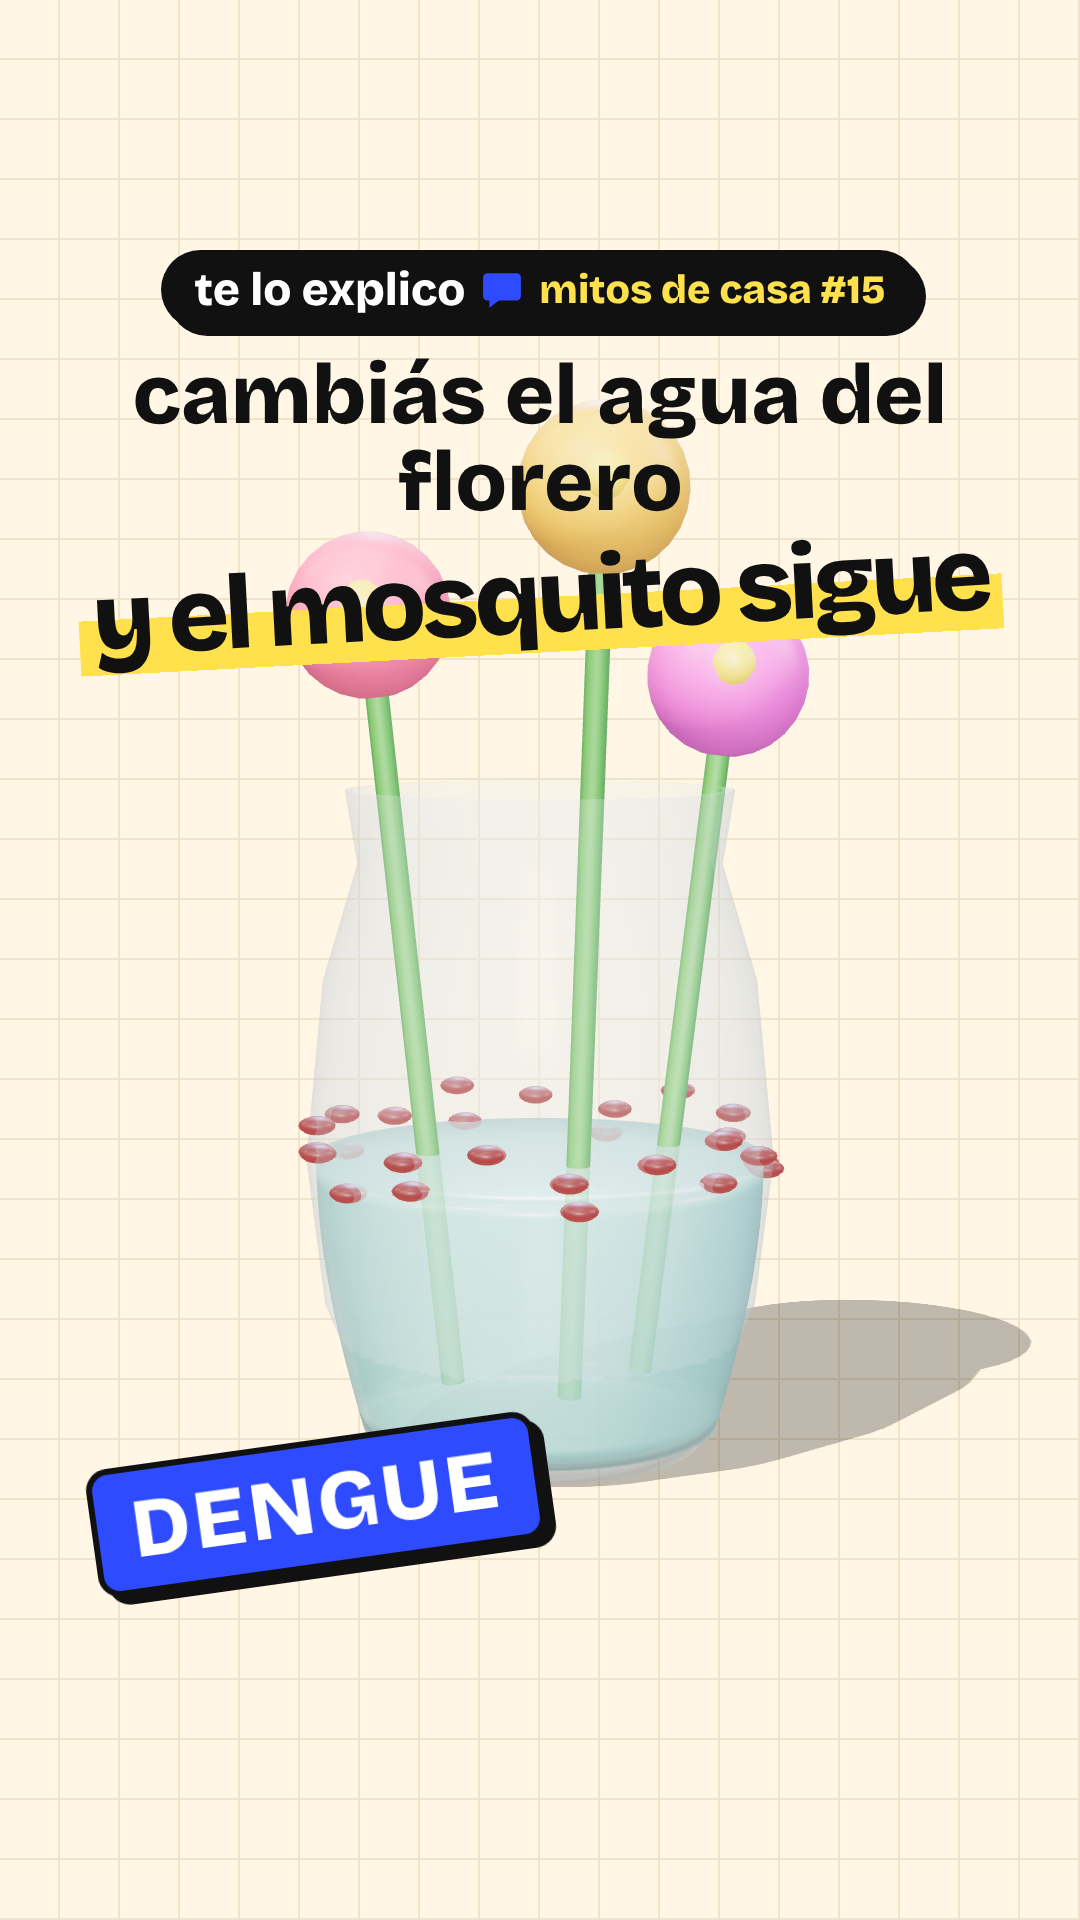 te lo explico mitos de casa #15
cambiás el agua del
florero
y el mosquito sigue
DENGUE